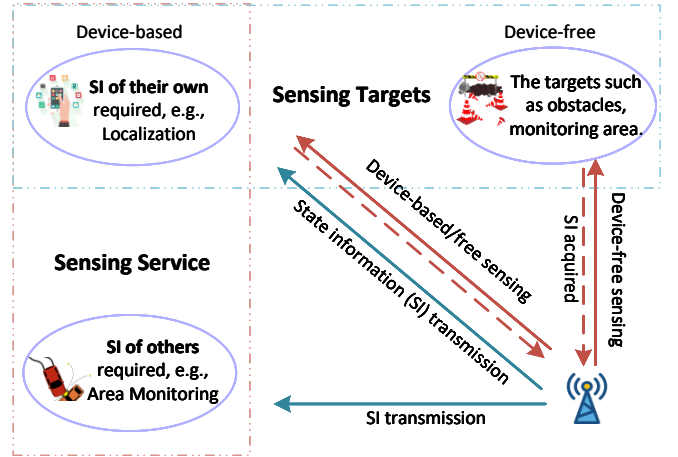 Device-based
Device-free
SI of their own
required, e.g.,
Localization
Sensing Targets
The targets such
as obstacles,
monitoring area.
Device-based/free sensing
State information (SI) transmission
SI acquired
Device-free sensing
Sensing Service
SI of others
required, e.g.,
Area Monitoring
SI transmission